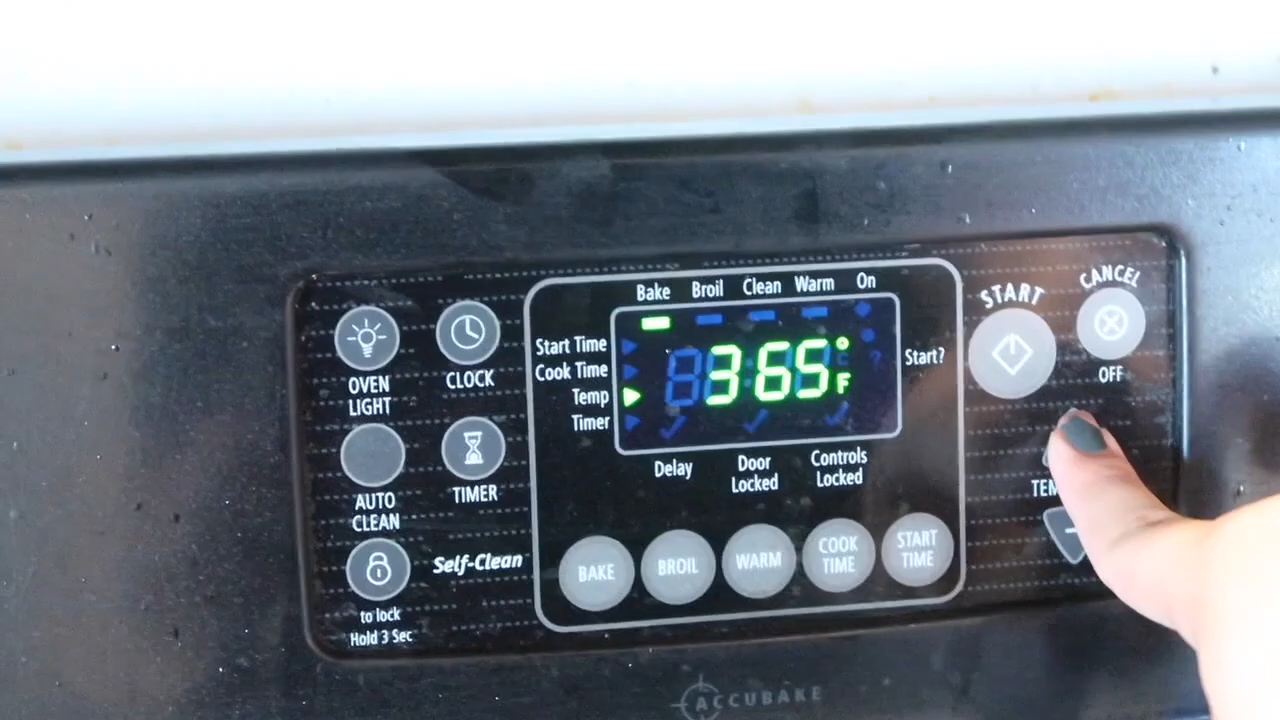 Bake Broil Clean Warm On
START
CANCEL
OFF
OVEN
LIGHT
CLOCK
Start Time
Cook Time
Temp
Timer
365°F
Start?
Delay
Door
Locked
Controls
Locked
AUTO
CLEAN
TIMER
Self-Clean
to lock
Hold 3 Sec
BAKE
BROIL
WARM
COOK
TIME
START
TIME
ACCUBAKE